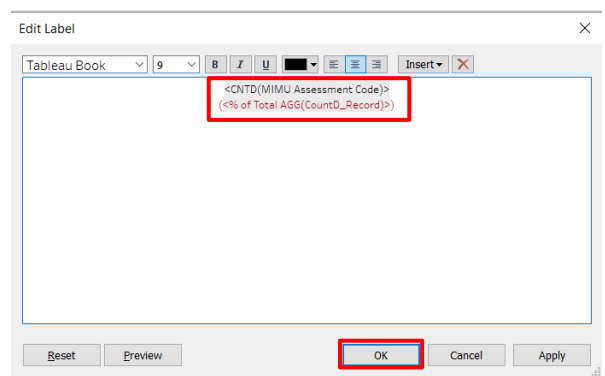 Edit Label
Tableau Book 9 B I U Insert
<CNTD(MIMU Assessment Code)>
(<% of Total AGG(CountD_Record)>)
Reset Preview OK Cancel Apply